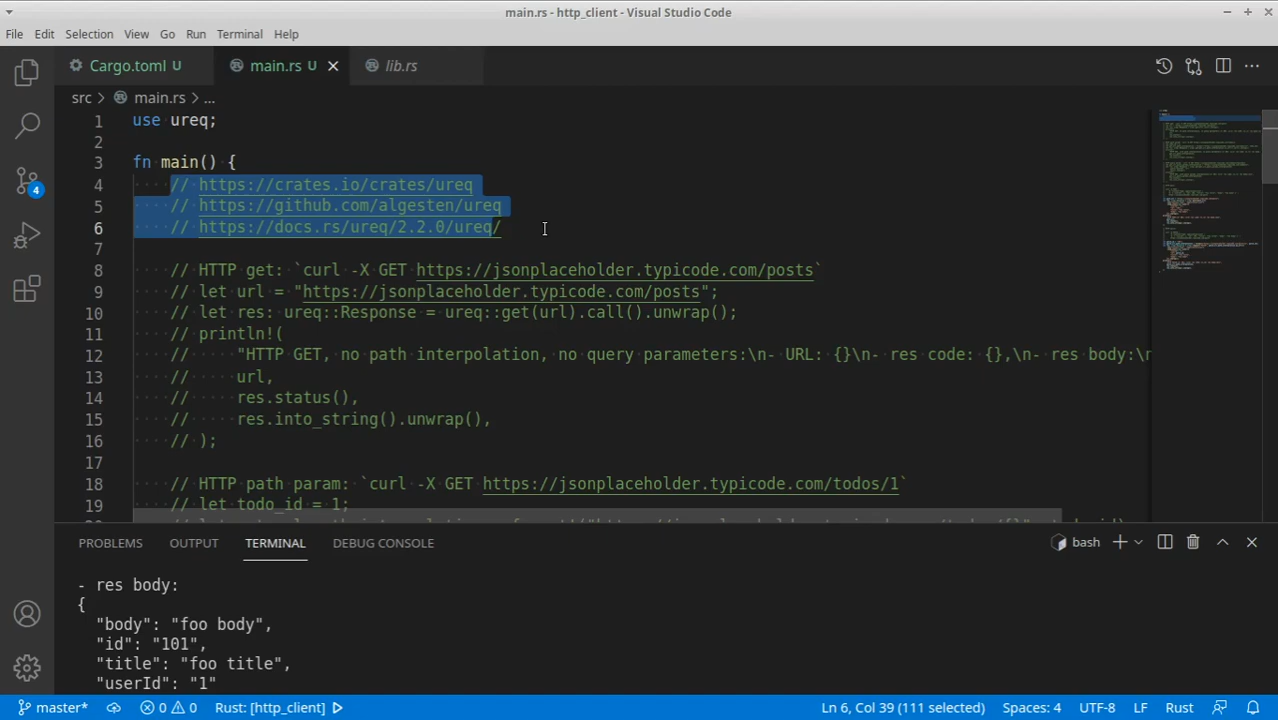 main.rs - http_client - Visual Studio Code
File Edit Selection View Go Run Terminal Help
Cargo.toml U main.rs U lib.rs
src > main.rs > ...
1 use ureq;
2
3 fn main() {
4 // https://crates.io/crates/ureq
5 // https://github.com/algesten/ureq
6 // https://docs.rs/ureq/2.2.0/ureq/
7
8 // HTTP get: `curl -X GET https://jsonplaceholder.typicode.com/posts`
9 // let url = "https://jsonplaceholder.typicode.com/posts";
10 // let res: ureq::Response = ureq::get(url).call().unwrap();
11 // println!(
12 // "HTTP GET, no path interpolation, no query parameters:\n- URL: {}\n- res code: {},\n- res body:\n
13 // url,
14 // res.status(),
15 // res.into_string().unwrap(),
16 // );
17
18 // HTTP path param: `curl -X GET https://jsonplaceholder.typicode.com/todos/1`
19 // let todo_id = 1;
4
PROBLEMS OUTPUT TERMINAL DEBUG CONSOLE bash
- res body:
{
"body": "foo body",
"id": "101",
"title": "foo title",
"userId": "1"
master* 0 0 Rust: [http_client] Ln 6, Col 39 (111 selected) Spaces: 4 UTF-8 LF Rust